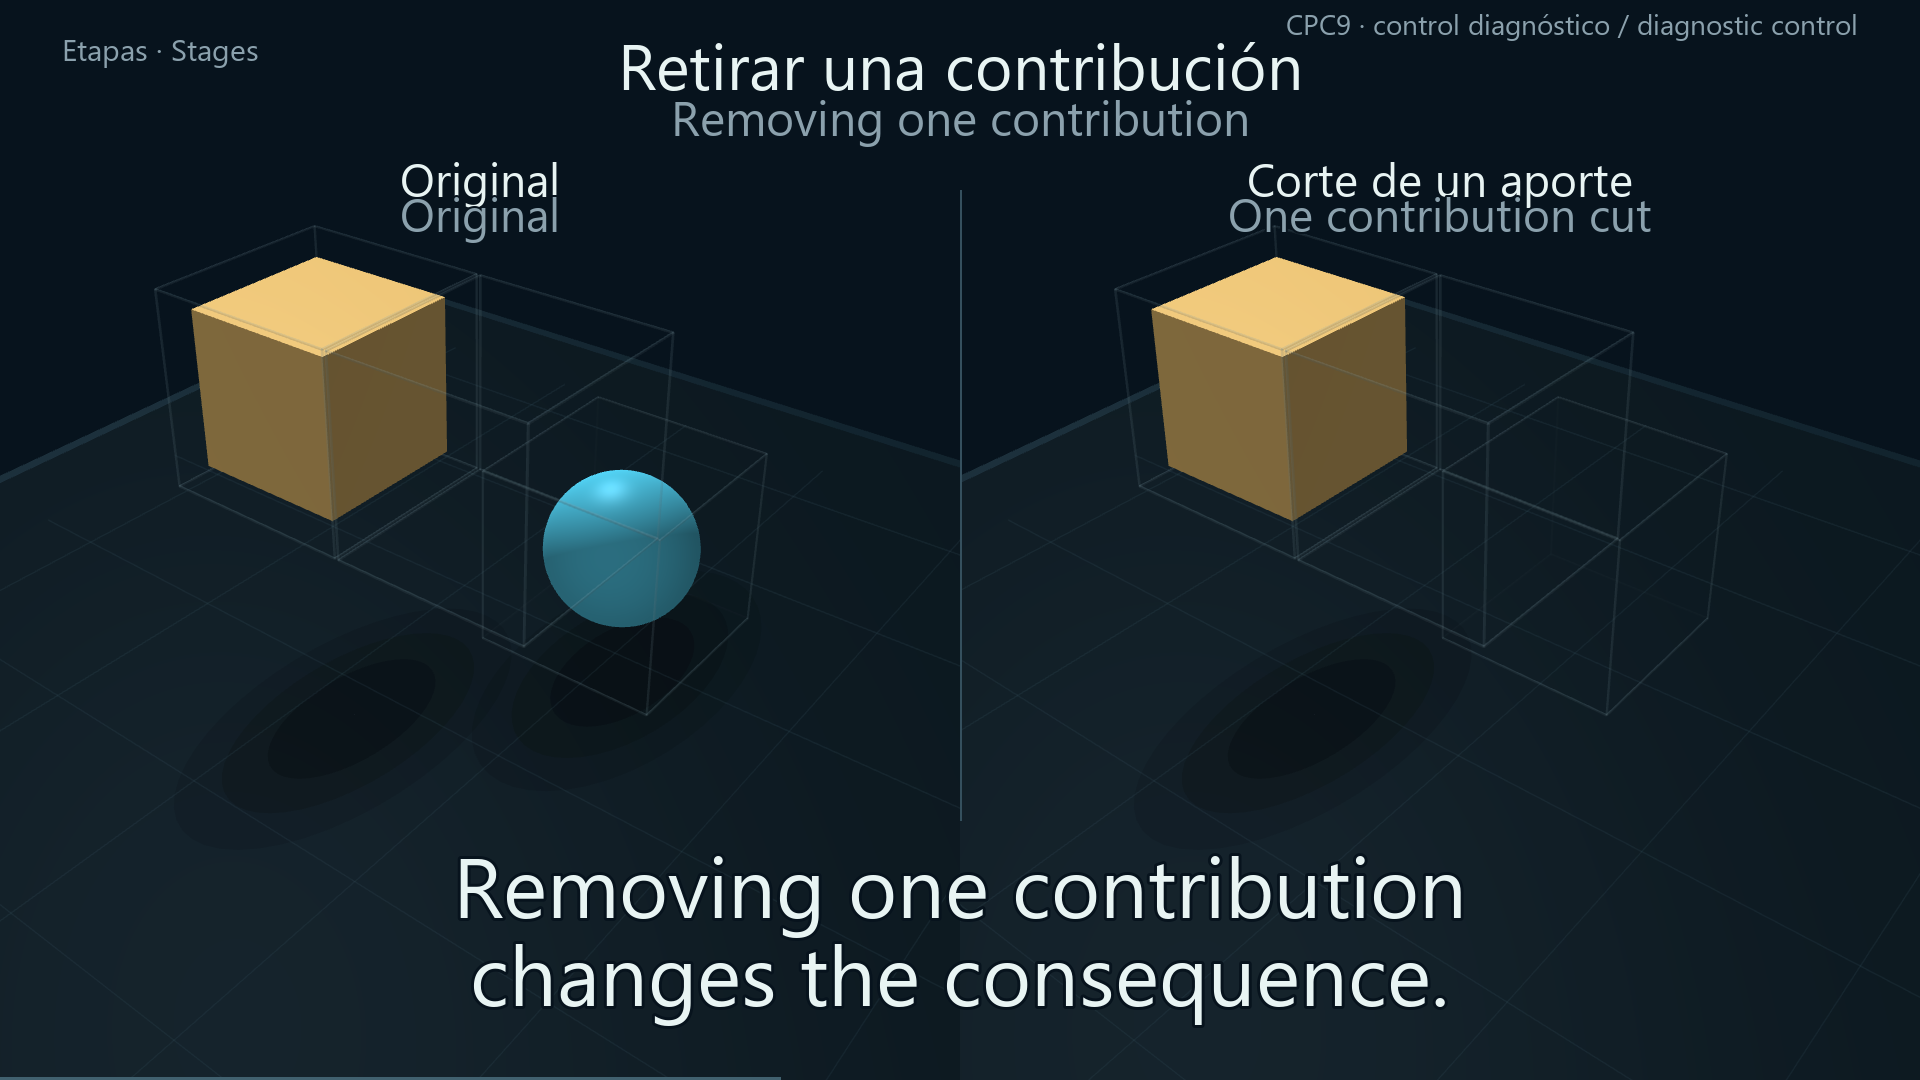 Etapas · Stages
CPC9 · control diagnóstico / diagnostic control
Retirar una contribución
Removing one contribution
Original
Original
Corte de un aporte
One contribution cut
Removing one contribution
changes the consequence.